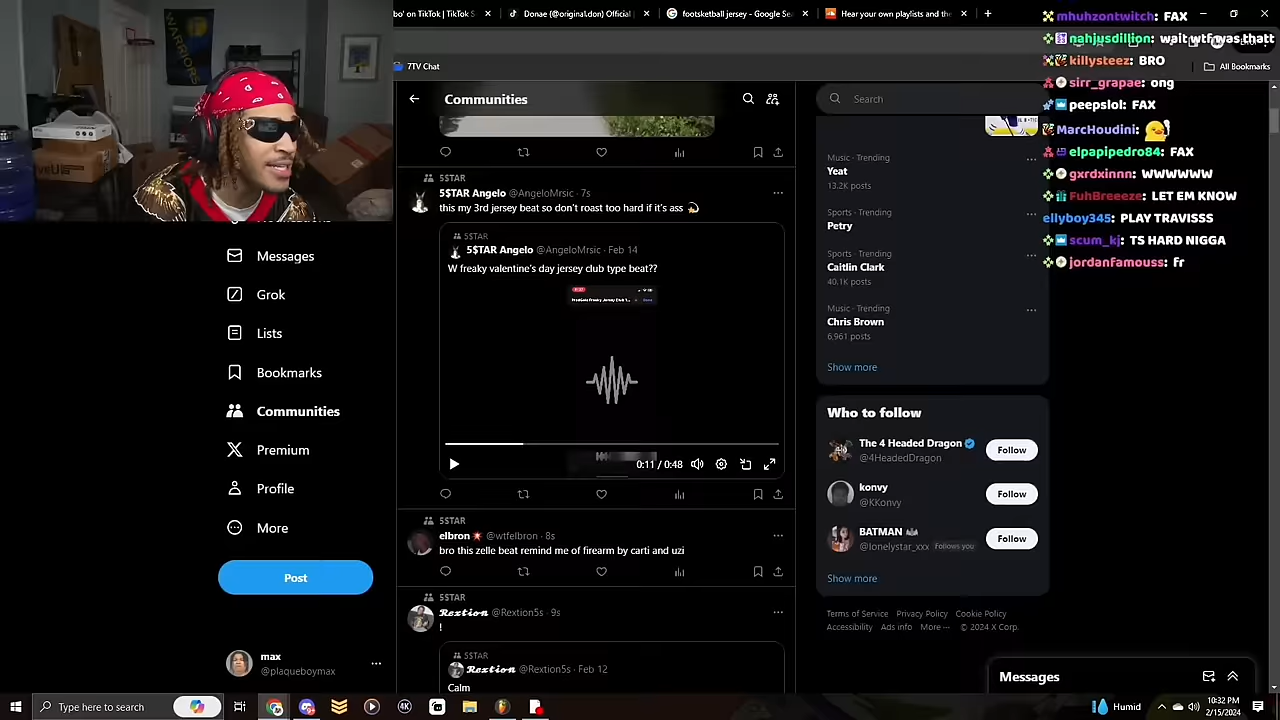 bo' on TikTok | TikTok S
Donae (@original.don) Official
footsketball jersey - Google Se
Hear your own playlists and the
7TV Chat
All Bookmarks
WARRIORS
Messages
Grok
Lists
Bookmarks
Communities
Premium
Profile
More
Post
max
@plaqueboymax
Communities
5$TAR
5$TAR Angelo @AngeloMrsic · 7s
this my 3rd jersey beat so don't roast too hard if it's ass
5$TAR
5$TAR Angelo @AngeloMrsic · Feb 14
W freaky valentine's day jersey club type beat??
0:11 / 0:48
5$TAR
elbron @wtfelbron · 8s
bro this zelle beat remind me of firearm by carti and uzi
5$TAR
Rextion @Rextion5s · 9s
!
5$TAR
Rextion @Rextion5s · Feb 12
Calm
Search
Music · Trending
Yeat
13.2K posts
Sports · Trending
Petry
Sports · Trending
Caitlin Clark
40.1K posts
Music · Trending
Chris Brown
6,961 posts
Show more
Who to follow
The 4 Headed Dragon
@4HeadedDragon
Follow
konvy
@KKonvy
Follow
BATMAN
@lonelystar_xxx Follows you
Follow
Show more
Terms of Service Privacy Policy Cookie Policy
Accessibility Ads info More ··· © 2024 X Corp.
Messages
mhuhzontwitch: FAX
nahjusdillion: wait wtf was thatt
killysteez: BRO
sirr_grapae: ong
peepslol: FAX
MarcHoudini:
elpapipedro84: FAX
gxrdxinnn: WWWWWW
FuhBreeeze: LET EM KNOW
ellyboy345: PLAY TRAVISSS
scum_kj: TS HARD NIGGA
jordanfamouss: fr
Type here to search
Humid
10:32 PM
2/15/2024